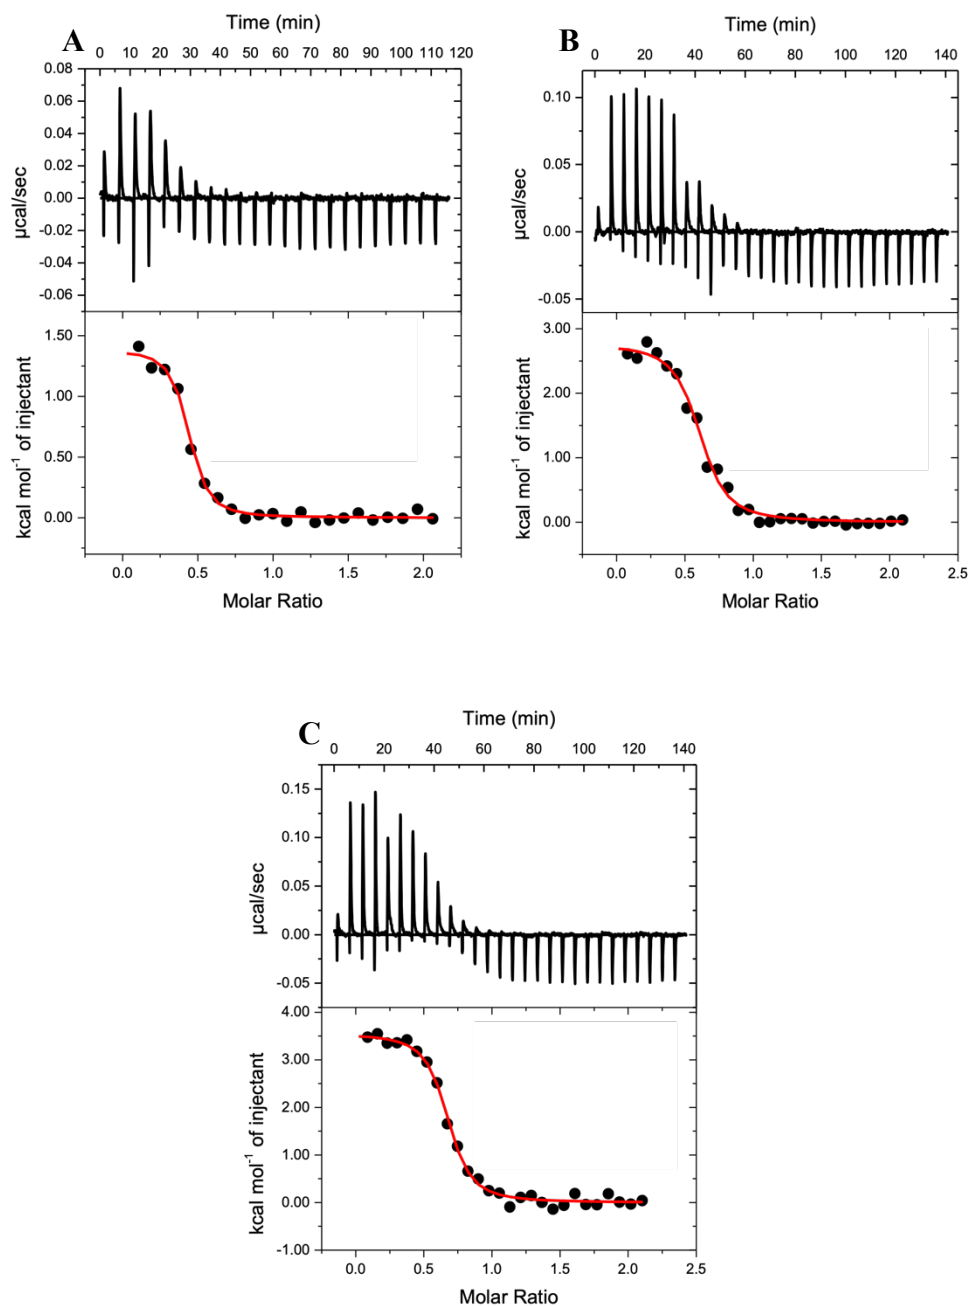 A
Time (min)
0 10 20 30 40 50 60 70 80 90 100 110 120
µcal/sec
0.08
0.06
0.04
0.02
0.00
-0.02
-0.04
-0.06
kcal mol⁻¹ of injectant
1.50
1.00
0.50
0.00
0.0 0.5 1.0 1.5 2.0
Molar Ratio
B
Time (min)
0 20 40 60 80 100 120 140
µcal/sec
0.10
0.05
0.00
-0.05
kcal mol⁻¹ of injectant
3.00
2.00
1.00
0.00
0.0 0.5 1.0 1.5 2.0 2.5
Molar Ratio
C
Time (min)
0 20 40 60 80 100 120 140
µcal/sec
0.15
0.10
0.05
0.00
-0.05
kcal mol⁻¹ of injectant
4.00
3.00
2.00
1.00
0.00
-1.00
0.0 0.5 1.0 1.5 2.0 2.5
Molar Ratio